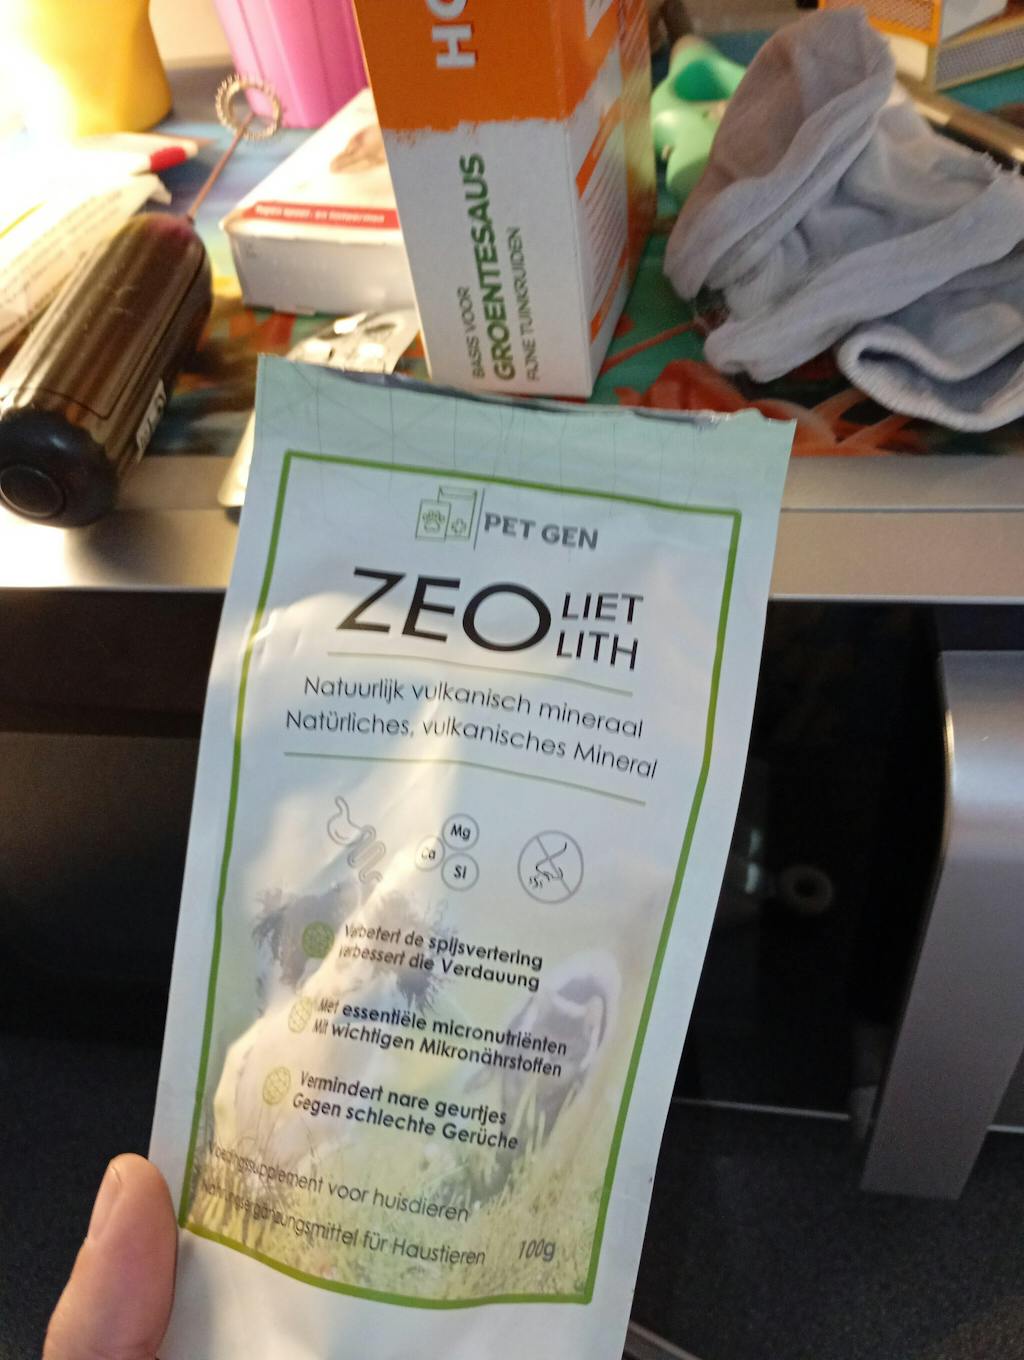 HO
BASIS VOOR
GROENTESAUS
FIJNE TUINKRUIDEN
PET GEN
ZEO LIET
LITH
Natuurlijk vulkanisch mineraal
Natürliches, vulkanisches Mineral
Mg
Ca
Si
Verbetert de spijsvertering
Verbessert die Verdauung
Met essentiële micronutriënten
Mit wichtigen Mikronährstoffen
Vermindert nare geurtjes
Gegen schlechte Gerüche
Voedingssupplement voor huisdieren
Nahrungsergänzungsmittel für Haustieren
100g